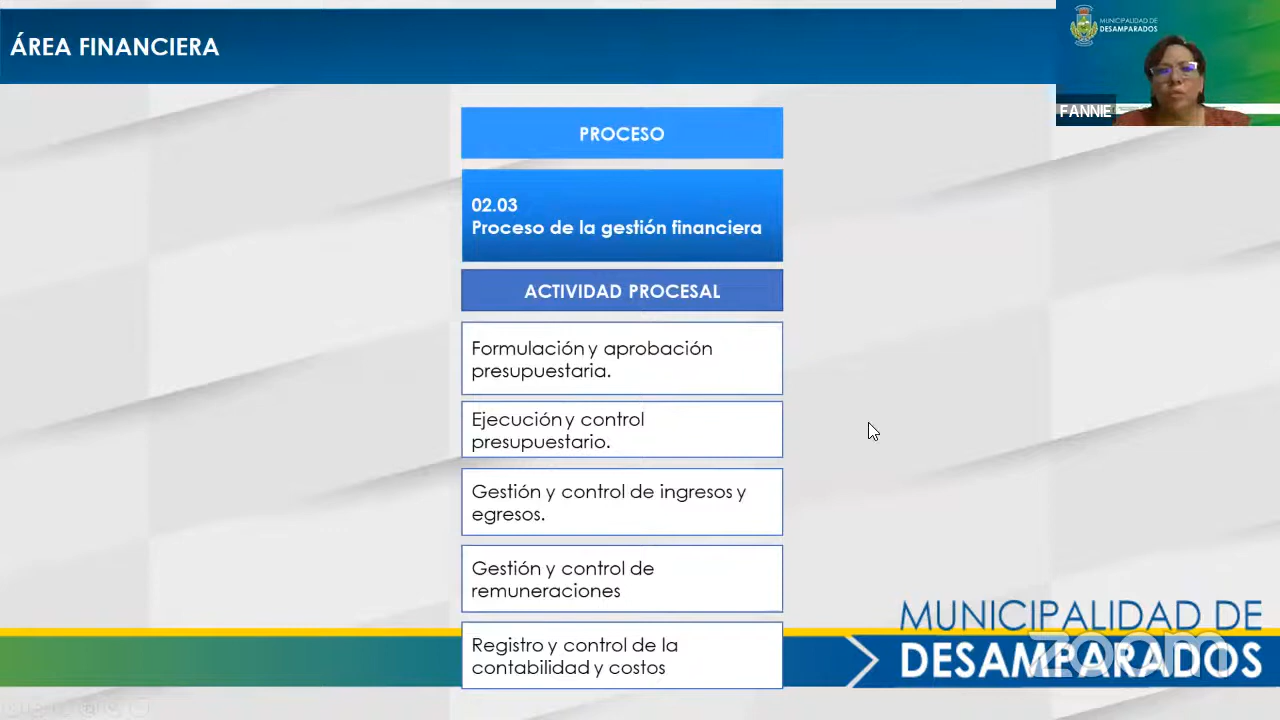 ÁREA FINANCIERA
MUNICIPALIDAD DE
DESAMPARADOS
FANNIE
PROCESO
02.03
Proceso de la gestión financiera
ACTIVIDAD PROCESAL
Formulación y aprobación
presupuestaria.
Ejecución y control
presupuestario.
Gestión y control de ingresos y
egresos.
Gestión y control de
remuneraciones
Registro y control de la
contabilidad y costos
MUNICIPALIDAD DE
DESAMPARADOS
zoom